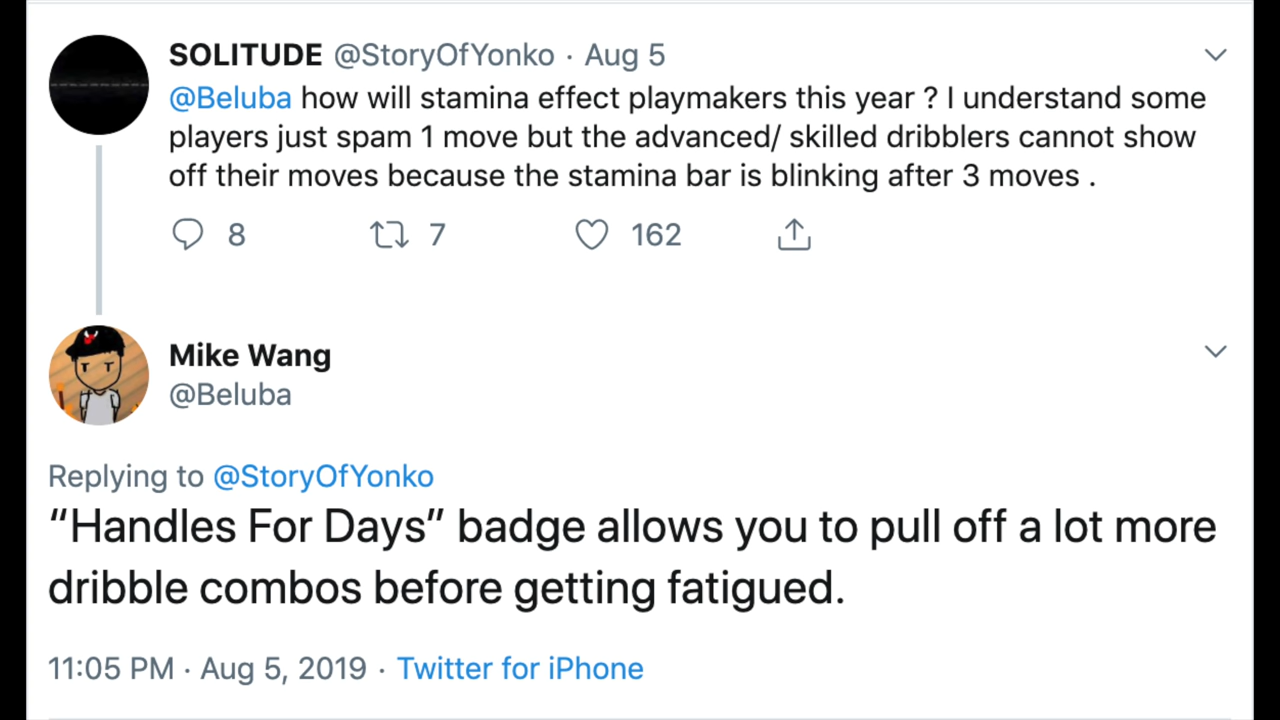 SOLITUDE @StoryOfYonko · Aug 5
@Beluba how will stamina effect playmakers this year ? I understand some
players just spam 1 move but the advanced/ skilled dribblers cannot show
off their moves because the stamina bar is blinking after 3 moves .
8 7 162
Mike Wang
@Beluba
Replying to @StoryOfYonko
“Handles For Days” badge allows you to pull off a lot more
dribble combos before getting fatigued.
11:05 PM · Aug 5, 2019 · Twitter for iPhone